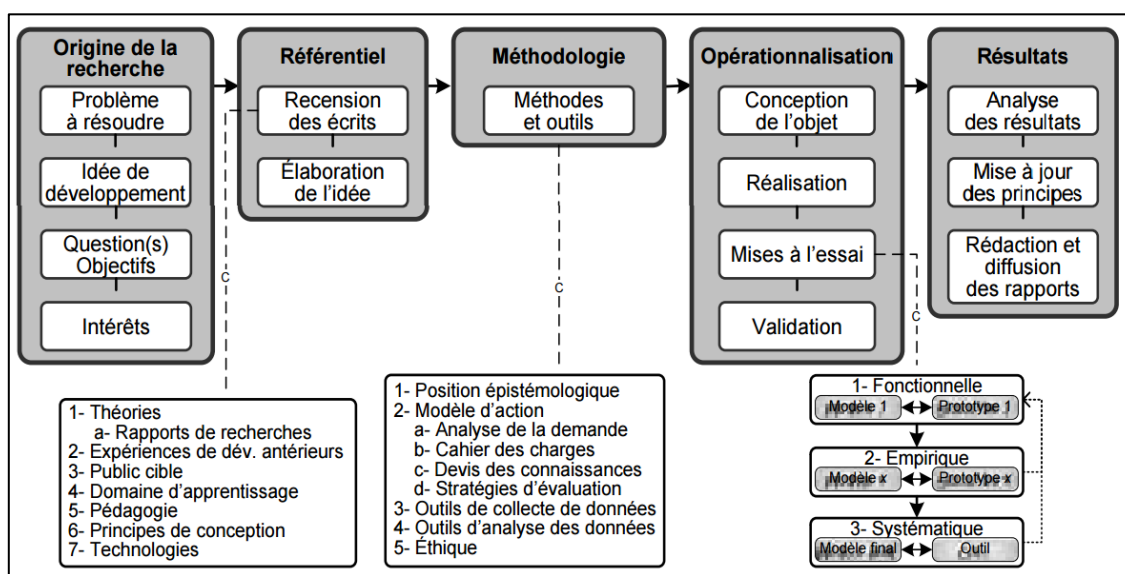 Origine de la
recherche
Problème
à résoudre
Idée de
développement
Question(s)
Objectifs
Intérêts
Référentiel
Recension
des écrits
Élaboration
de l'idée
Méthodologie
Méthodes
et outils
Opérationnalisation
Conception
de l'objet
Réalisation
Mises à l'essai
Validation
Résultats
Analyse
des résultats
Mise à jour
des principes
Rédaction et
diffusion
des rapports
c
c
c
1- Théories
a- Rapports de recherches
2- Expériences de dév. antérieurs
3- Public cible
4- Domaine d'apprentissage
5- Pédagogie
6- Principes de conception
7- Technologies
1- Position épistémologique
2- Modèle d'action
a- Analyse de la demande
b- Cahier des charges
c- Devis des connaissances
d- Stratégies d'évaluation
3- Outils de collecte de données
4- Outils d'analyse des données
5- Éthique
1- Fonctionnelle
Modèle 1
Prototype 1
2- Empirique
Modèle x
Prototype x
3- Systématique
Modèle final
Outil